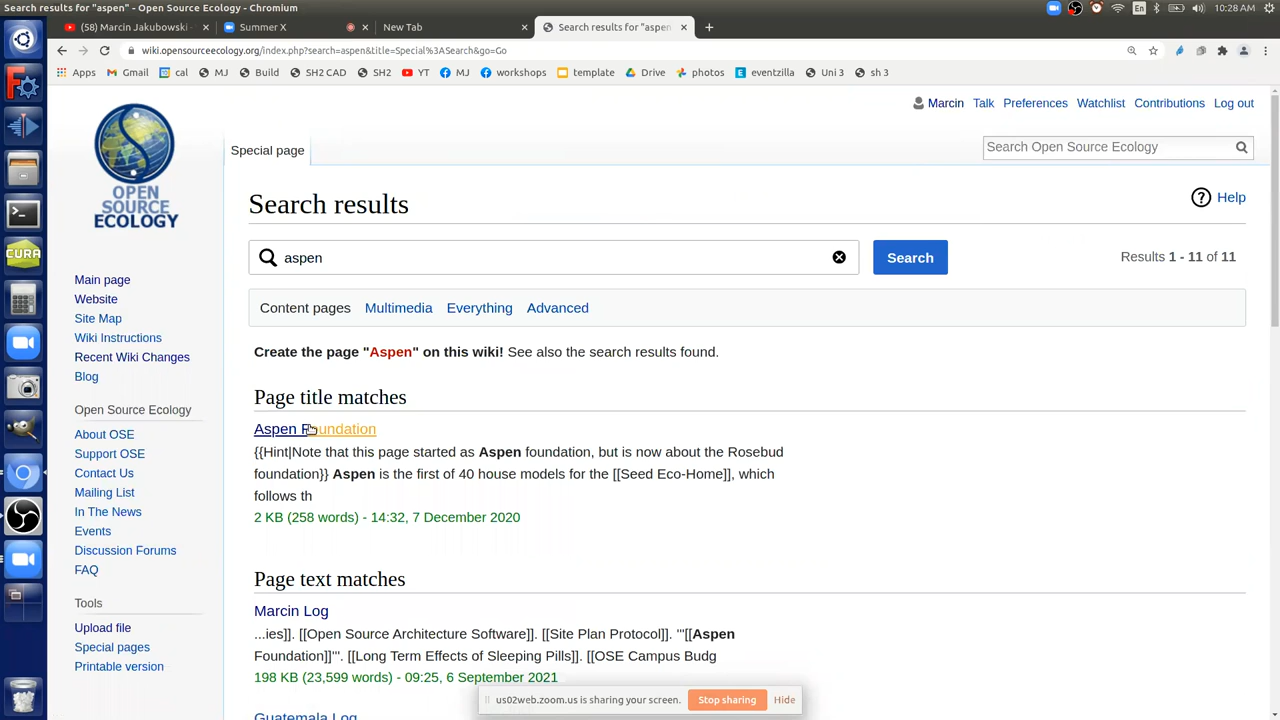 Search results for "aspen" - Open Source Ecology - Chromium
En
10:28 AM
(58) Marcin Jakubowski -
Summer X
New Tab
Search results for "aspen"
wiki.opensourceecology.org/index.php?search=aspen&title=Special%3ASearch&go=Go
Apps
Gmail
cal
MJ
Build
SH2 CAD
SH2
YT
MJ
workshops
template
Drive
photos
eventzilla
Uni 3
sh 3
Marcin
Talk
Preferences
Watchlist
Contributions
Log out
OPEN
SOURCE
ECOLOGY
Special page
Search Open Source Ecology
Search results
Help
aspen
Search
Results 1 - 11 of 11
Content pages
Multimedia
Everything
Advanced
Create the page "Aspen" on this wiki! See also the search results found.
Page title matches
Aspen Foundation
{{Hint|Note that this page started as Aspen foundation, but is now about the Rosebud
foundation}} Aspen is the first of 40 house models for the [[Seed Eco-Home]], which
follows th
2 KB (258 words) - 14:32, 7 December 2020
Page text matches
Marcin Log
...ies]]. [[Open Source Architecture Software]]. [[Site Plan Protocol]]. '''[[Aspen
Foundation]]'''. [[Long Term Effects of Sleeping Pills]]. [[OSE Campus Budg
198 KB (23,599 words) - 09:25, 6 September 2021
Guatemala Log
Main page
Website
Site Map
Wiki Instructions
Recent Wiki Changes
Blog
Open Source Ecology
About OSE
Support OSE
Contact Us
Mailing List
In The News
Events
Discussion Forums
FAQ
Tools
Upload file
Special pages
Printable version
CURA
us02web.zoom.us is sharing your screen.
Stop sharing
Hide